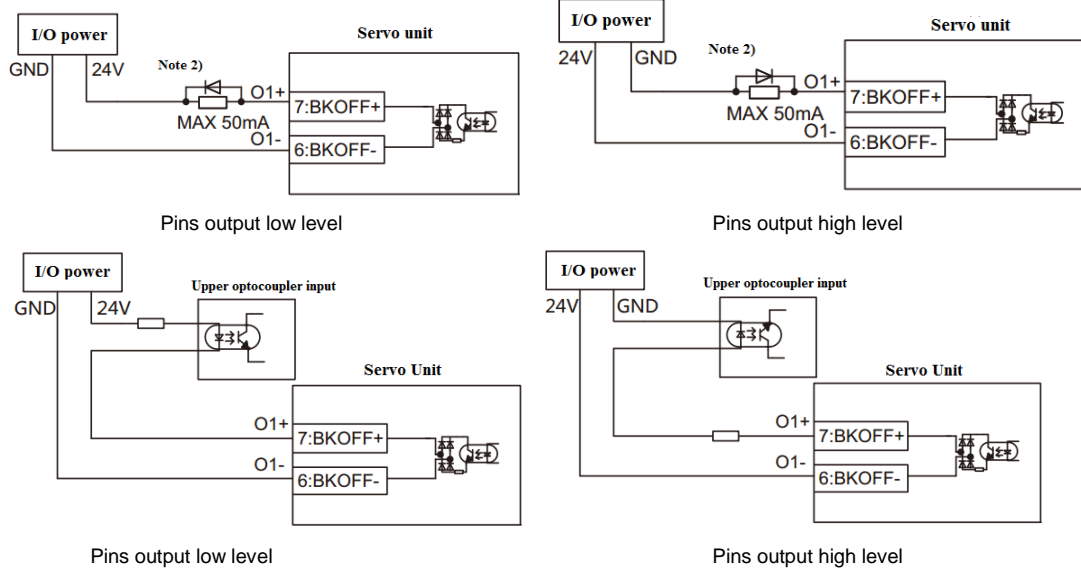 I/O power
Servo unit
GND
24V
Note 2)
O1+
7:BKOFF+
MAX 50mA
O1-
6:BKOFF-
Pins output low level
I/O power
Servo unit
24V
GND
Note 2)
O1+
7:BKOFF+
MAX 50mA
O1-
6:BKOFF-
Pins output high level
I/O power
GND
24V
Upper optocoupler input
Servo Unit
O1+
7:BKOFF+
O1-
6:BKOFF-
Pins output low level
I/O power
24V
GND
Upper optocoupler input
Servo Unit
O1+
7:BKOFF+
O1-
6:BKOFF-
Pins output high level